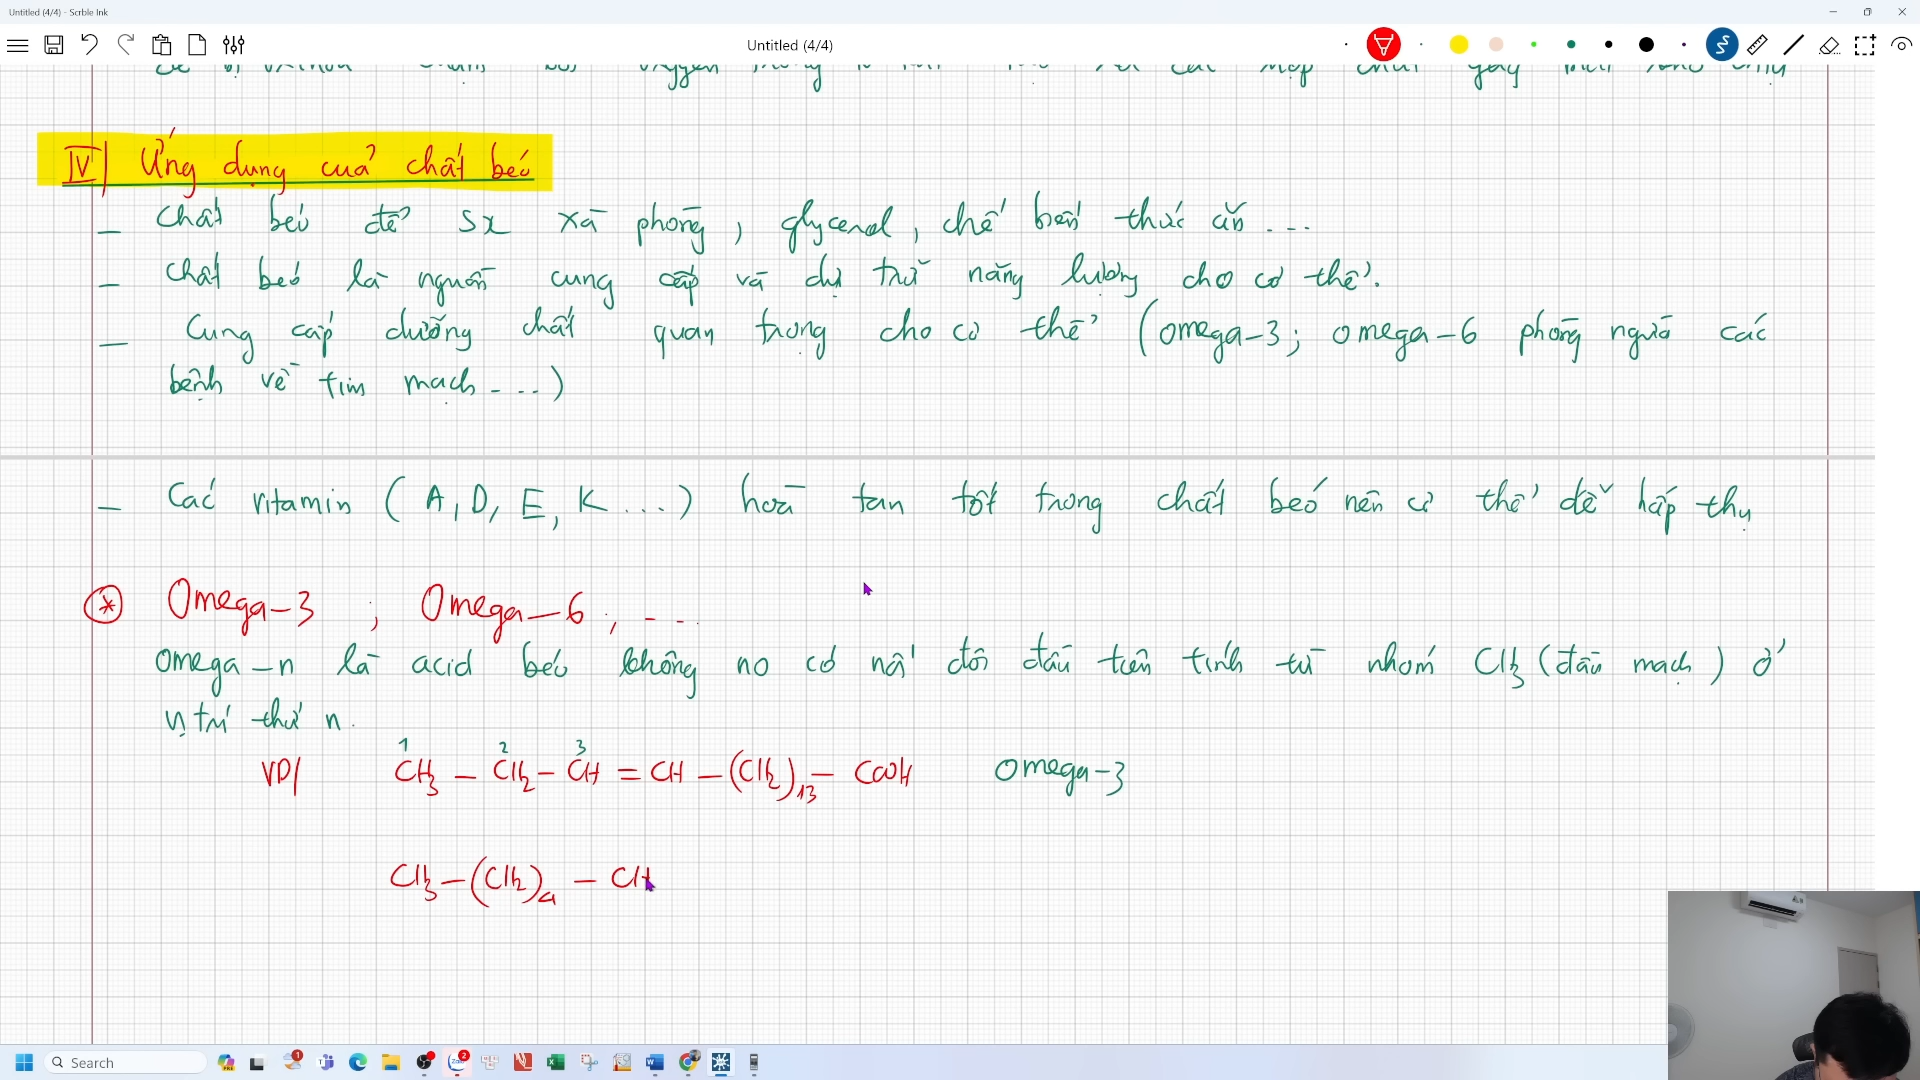 Untitled (4/4) - Scrble Ink
Untitled (4/4)
IV) Ứng dụng của chất béo
_ Chất béo để sx xà phòng, glycerol, chế biến thức ăn ...
_ Chất béo là nguồn cung cấp và dự trữ năng lượng cho cơ thể.
_ Cung cấp dưỡng chất quan trọng cho cơ thể (omega-3; omega-6 phòng ngừa các
bệnh về tim mạch ....)
_ Các vitamin (A, D, E, K ...) hoà tan tốt trong chất béo nên cơ thể dễ hấp thụ
* Omega-3 ; Omega-6 ; ...
Omega-n là acid béo không no có nối đôi đầu tiên tính từ nhóm CH3 (đầu mạch) ở
vị trí thứ n.
1 2 3
VD/ CH3 - CH2 - CH = CH - (CH2)13 - COOH Omega-3
CH3 - (CH2)4 - CH
Search